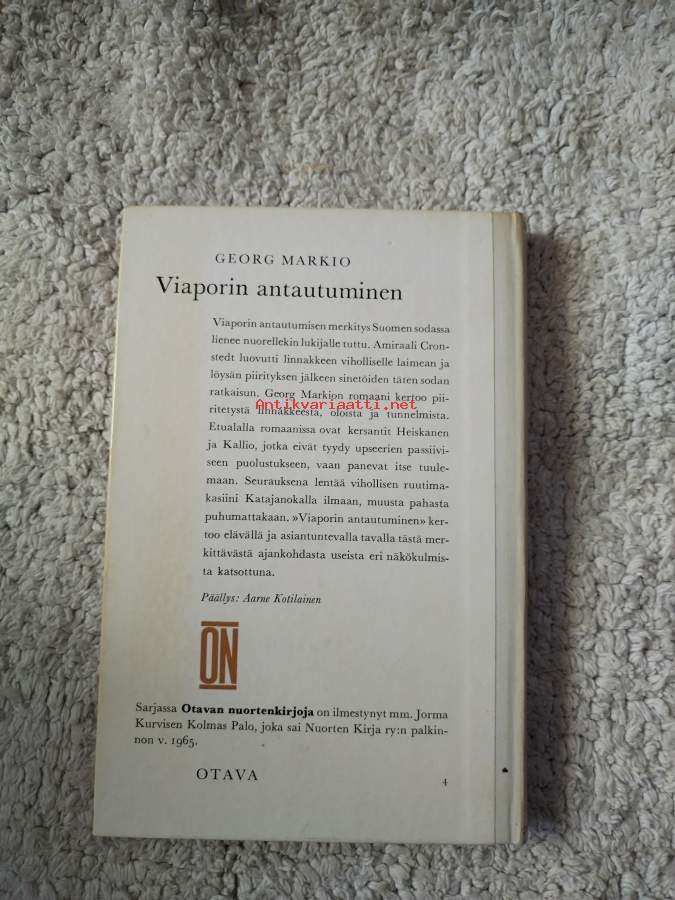 GEORG MARKIO
Viaporin antautuminen
Viaporin antautumisen merkitys Suomen sodassa
lienee nuorellekin lukijalle tuttu. Amiraali Cron-
stedt luovutti linnakkeen viholliselle laimean ja
löysän piirityksen jälkeen sinetöiden täten sodan
ratkaisun. Georg Markion romaani kertoo pii-
Antikvariaatti.net
ritetystä linnakkeesta, oloista ja tunnelmista.
Etualalla romaanissa ovat kersantit Heiskanen
ja Kallio, jotka eivät tyydy upseerien passiivi-
seen puolustukseen, vaan panevat itse tuule-
maan. Seurauksena lentää vihollisen ruutima-
kasiini Katajanokalla ilmaan, muusta pahasta
puhumattakaan. »Viaporin antautuminen» ker-
too elävällä ja asiantuntevalla tavalla tästä mer-
kittävästä ajankohdasta useista eri näkökulmis-
ta katsottuna.
Päällys: Aarne Kotilainen
ON
Sarjassa Otavan nuortenkirjoja on ilmestynyt mm. Jorma
Kurvisen Kolmas Palo, joka sai Nuorten Kirja ry:n palkin-
non v. 1965.
OTAVA
4